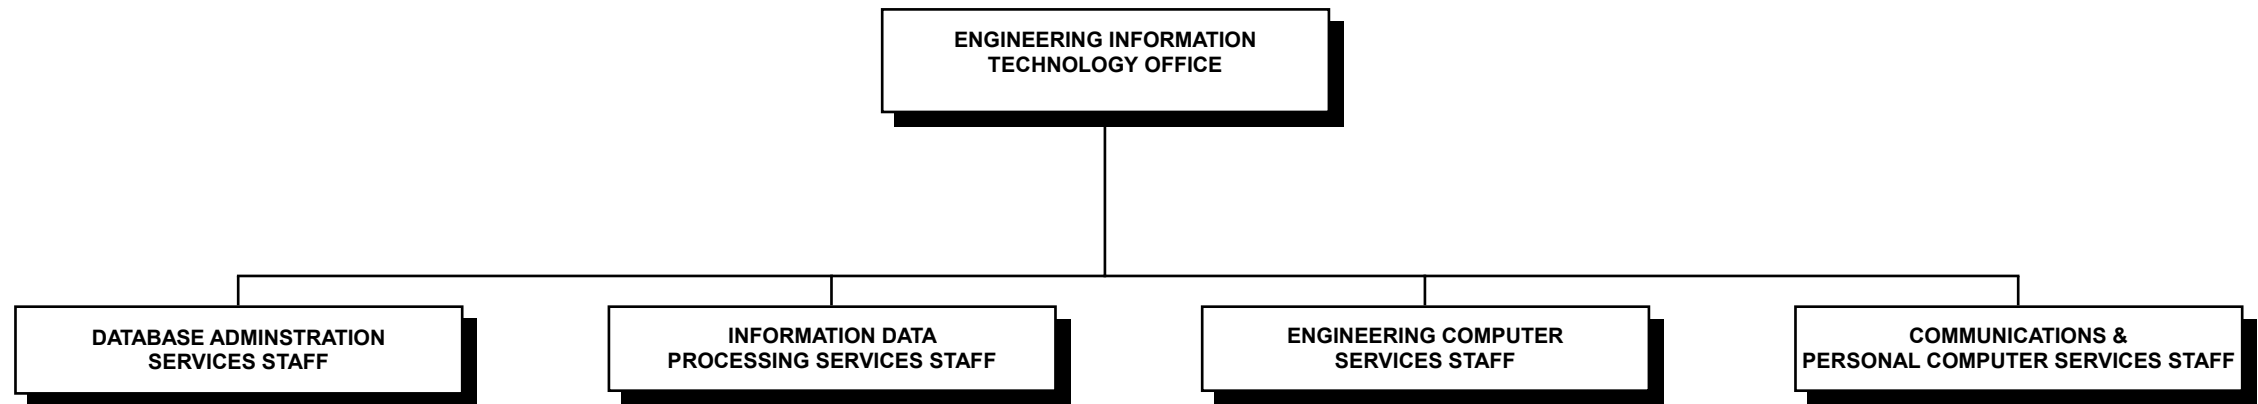 ENGINEERING INFORMATION
TECHNOLOGY OFFICE
DATABASE ADMINSTRATION
SERVICES STAFF
INFORMATION DATA
PROCESSING SERVICES STAFF
ENGINEERING COMPUTER
SERVICES STAFF
COMMUNICATIONS &
PERSONAL COMPUTER SERVICES STAFF